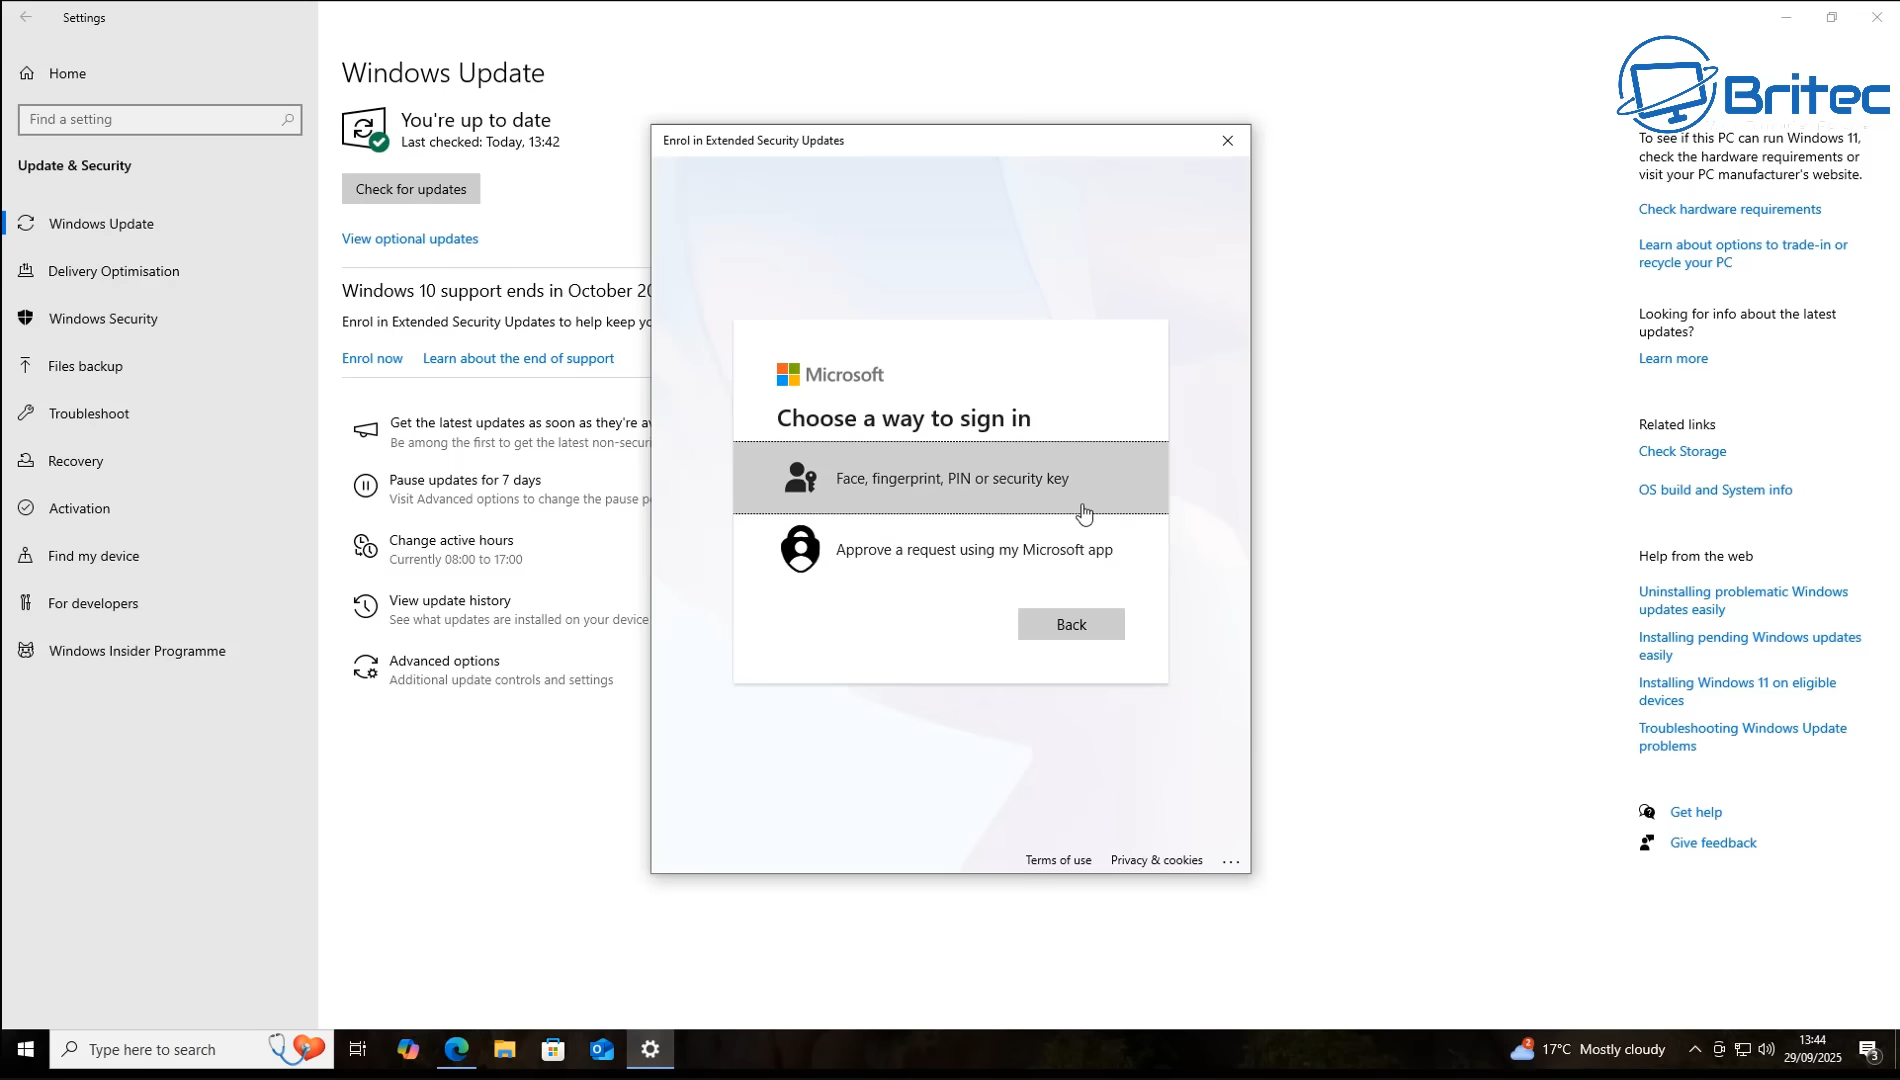 Settings
Home
Find a setting
Update & Security
Windows Update
Delivery Optimisation
Windows Security
Files backup
Troubleshoot
Recovery
Activation
Find my device
For developers
Windows Insider Programme
Windows Update
You're up to date
Last checked: Today, 13:42
Check for updates
View optional updates
Windows 10 support ends in October 20
Enrol in Extended Security Updates to help keep yo
Enrol now
Learn about the end of support
Get the latest updates as soon as they're av
Be among the first to get the latest non-securi
Pause updates for 7 days
Visit Advanced options to change the pause p
Change active hours
Currently 08:00 to 17:00
View update history
See what updates are installed on your device
Advanced options
Additional update controls and settings
Enrol in Extended Security Updates
Microsoft
Choose a way to sign in
Face, fingerprint, PIN or security key
Approve a request using my Microsoft app
Back
Terms of use
Privacy & cookies
...
Britec
To see if this PC can run Windows 11,
check the hardware requirements or
visit your PC manufacturer's website.
Check hardware requirements
Learn about options to trade-in or
recycle your PC
Looking for info about the latest
updates?
Learn more
Related links
Check Storage
OS build and System info
Help from the web
Uninstalling problematic Windows
updates easily
Installing pending Windows updates
easily
Installing Windows 11 on eligible
devices
Troubleshooting Windows Update
problems
Get help
Give feedback
Type here to search
2
17°C Mostly cloudy
13:44
29/09/2025
3